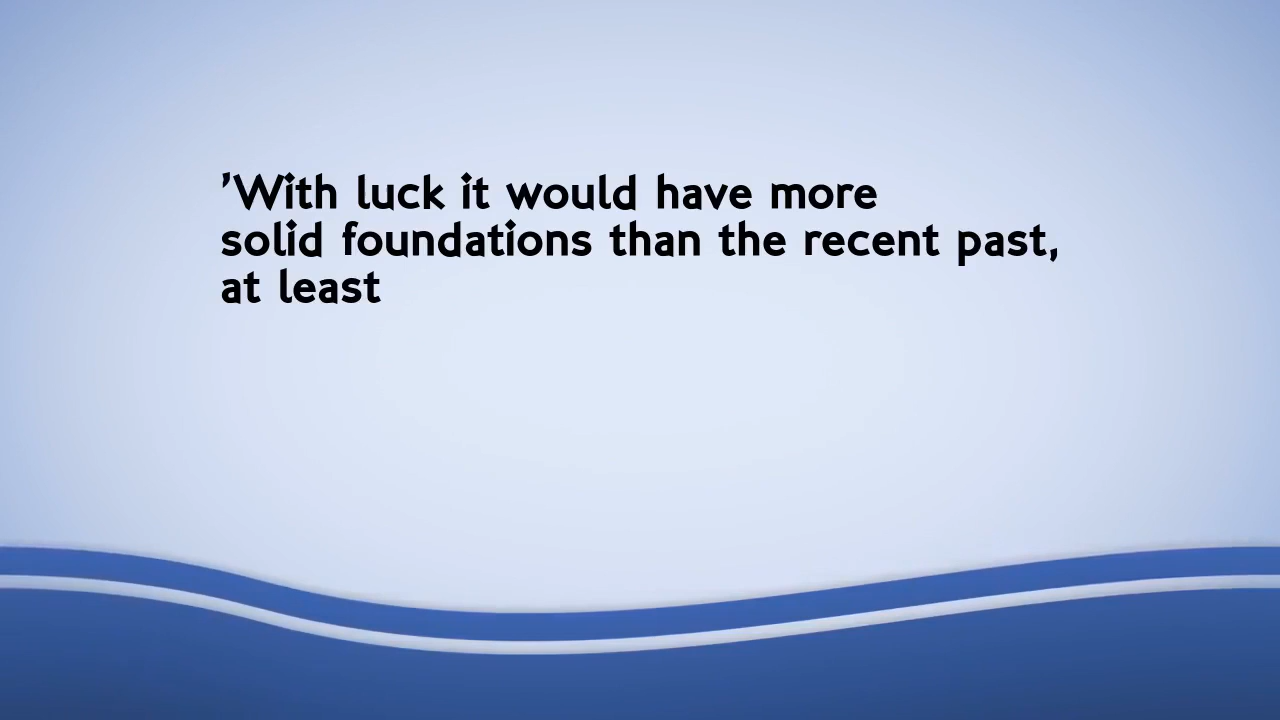 ’With luck it would have more
solid foundations than the recent past,
at least